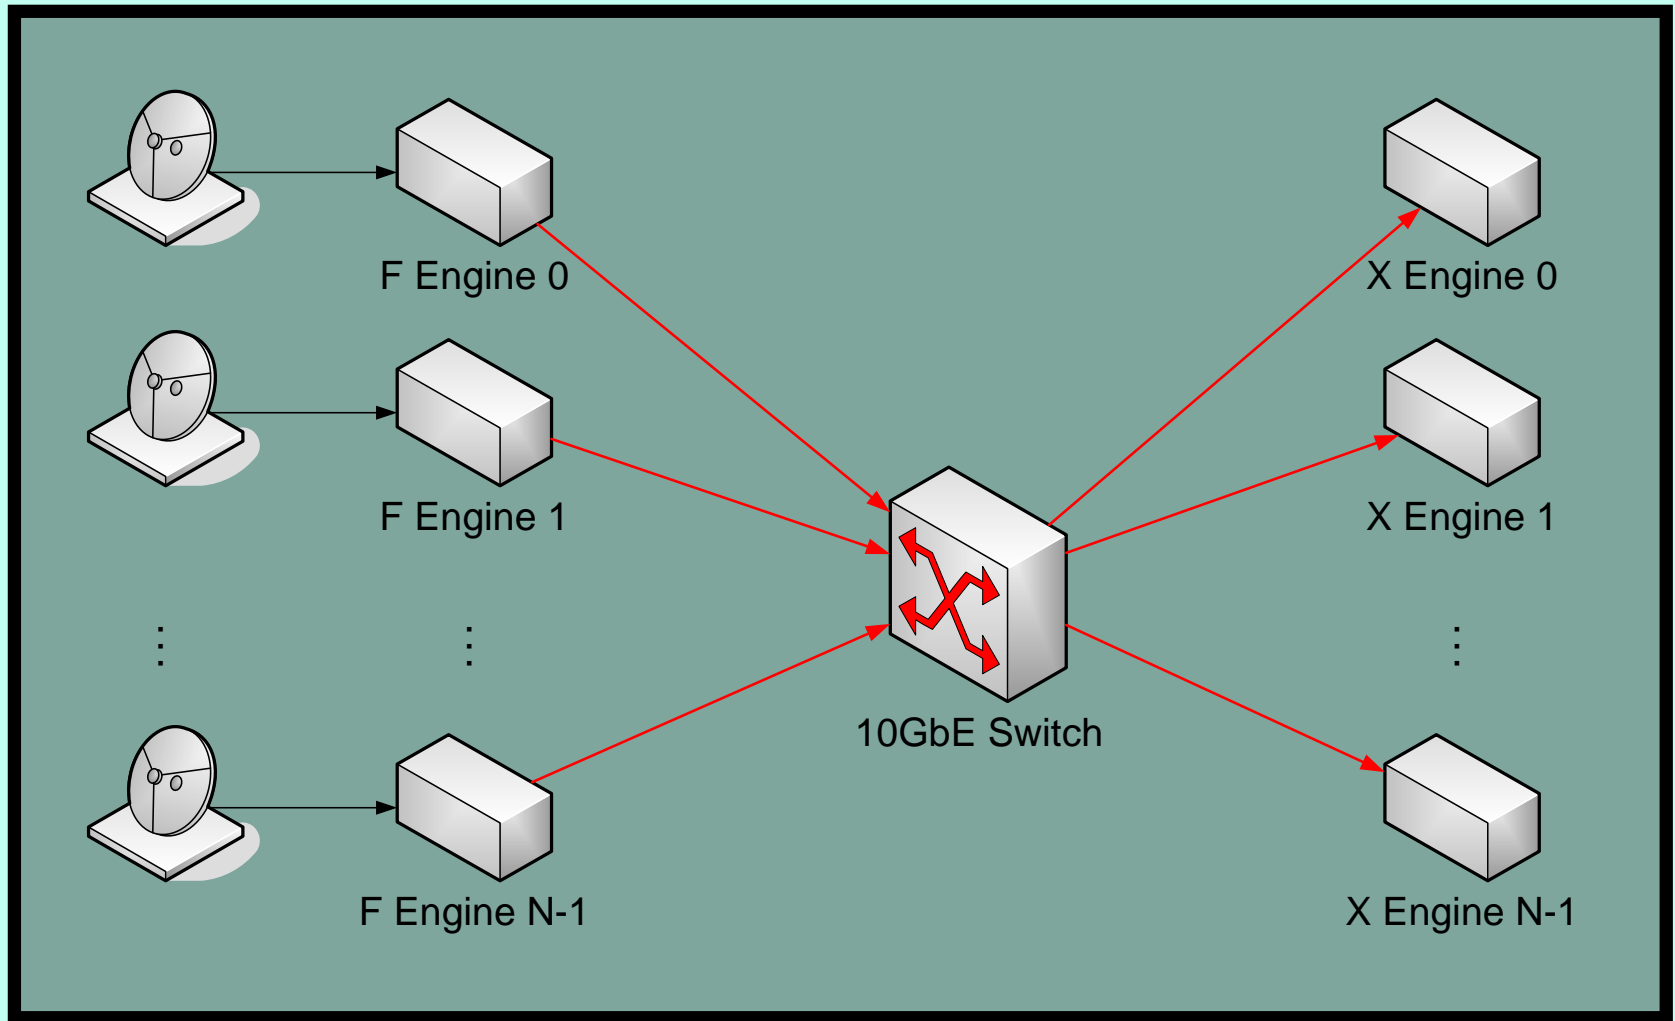 F Engine 0
X Engine 0
F Engine 1
X Engine 1
10GbE Switch
F Engine N-1
X Engine N-1